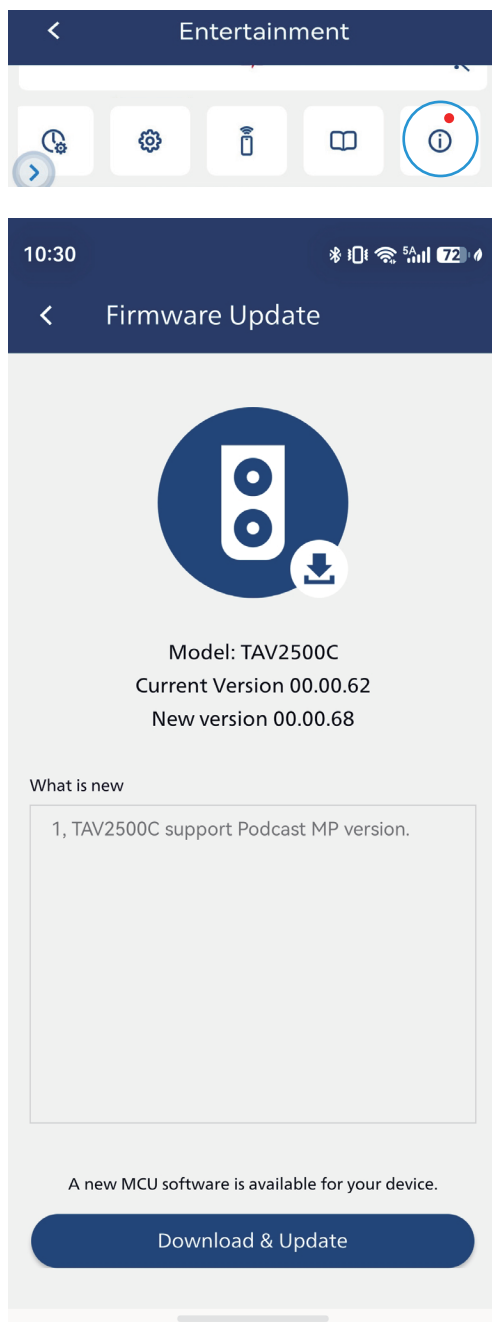 Entertainment
10:30
5A
72
Firmware Update
Model: TAV2500C
Current Version 00.00.62
New version 00.00.68
What is new
1, TAV2500C support Podcast MP version.
A new MCU software is available for your device.
Download & Update